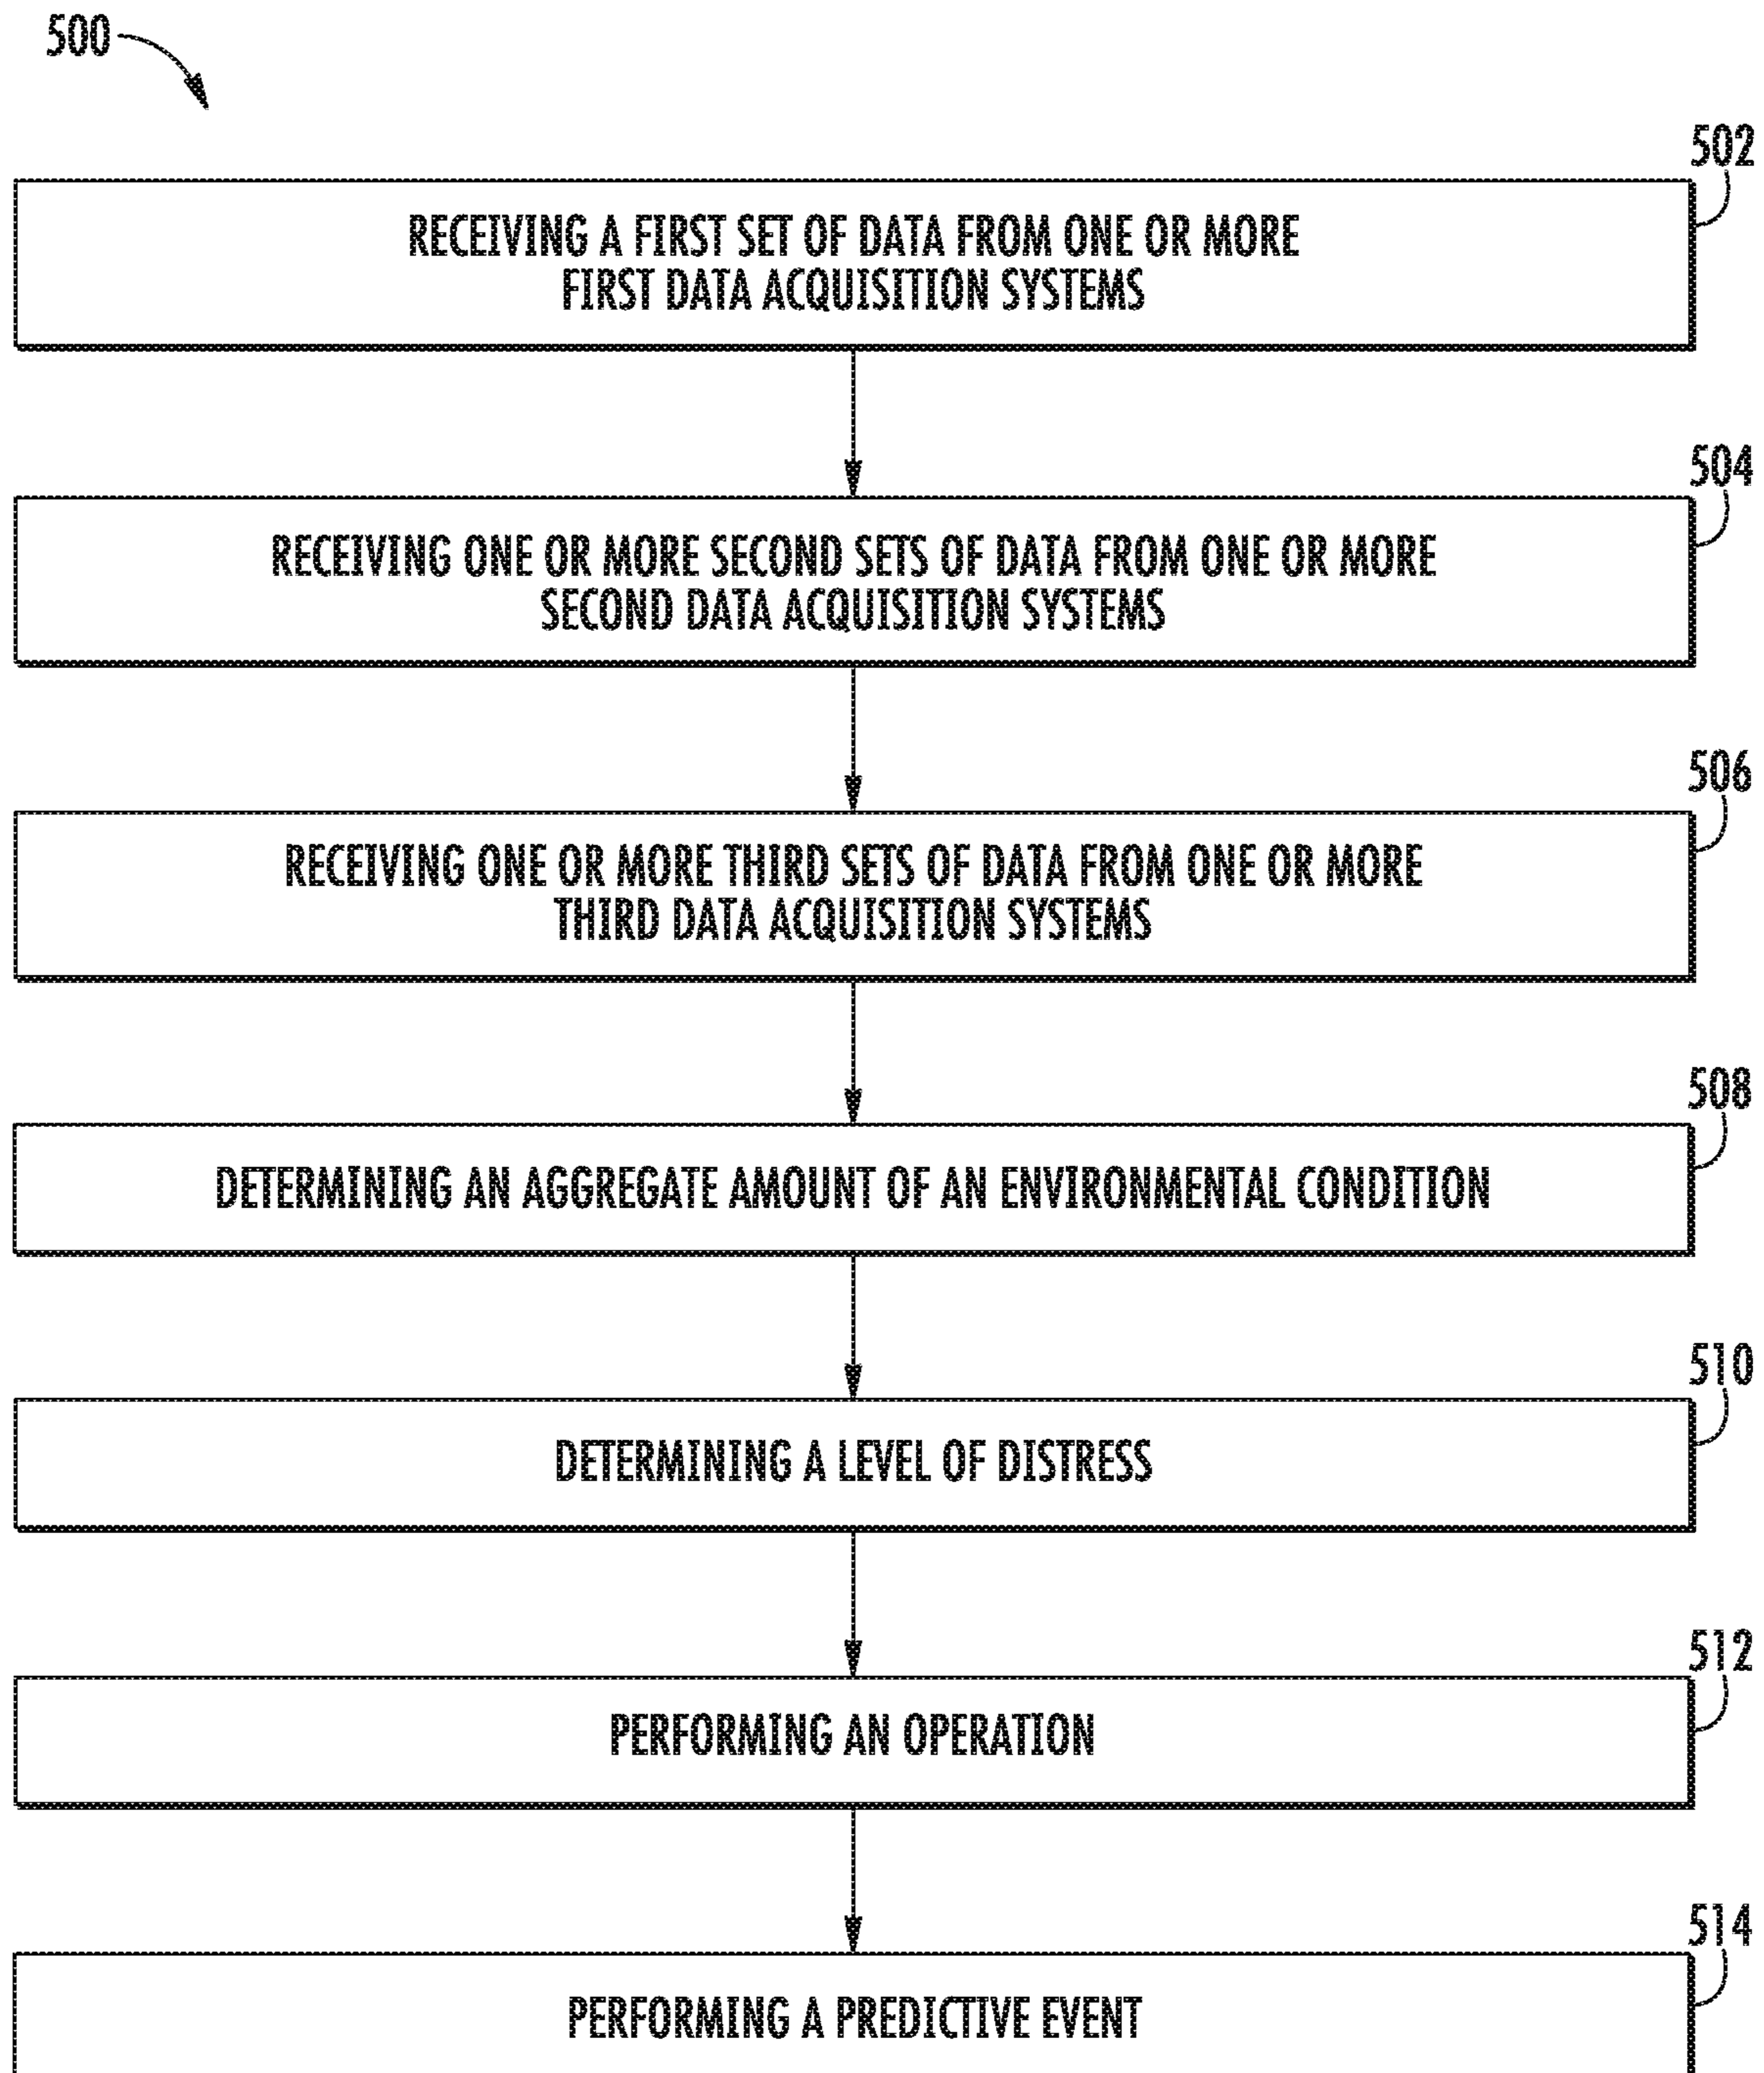 500
502
RECEIVING A FIRST SET OF DATA FROM ONE OR MORE
FIRST DATA ACQUISITION SYSTEMS
504
RECEIVING ONE OR MORE SECOND SETS OF DATA FROM ONE OR MORE
SECOND DATA ACQUISITION SYSTEMS
506
RECEIVING ONE OR MORE THIRD SETS OF DATA FROM ONE OR MORE
THIRD DATA ACQUISITION SYSTEMS
508
DETERMINING AN AGGREGATE AMOUNT OF AN ENVIRONMENTAL CONDITION
510
DETERMINING A LEVEL OF DISTRESS
512
PERFORMING AN OPERATION
514
PERFORMING A PREDICTIVE EVENT